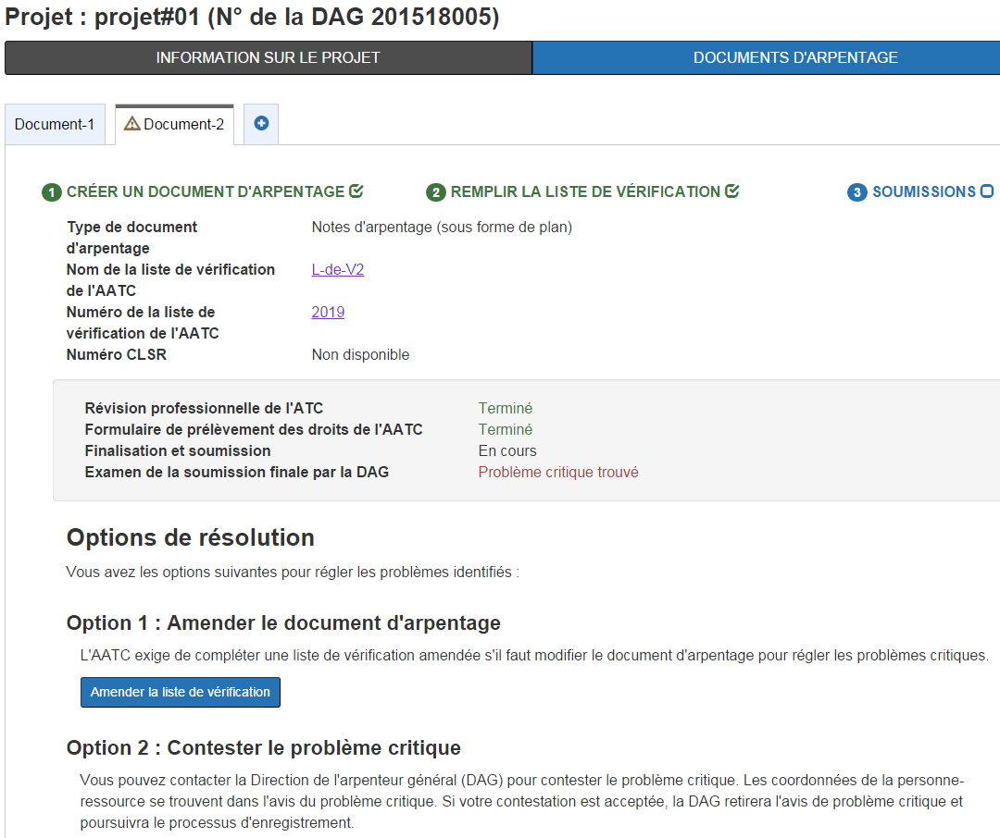 Projet : projet#01 (N° de la DAG 201518005)
INFORMATION SUR LE PROJET
DOCUMENTS D'ARPENTAGE
Document-1
Document-2
1 CRÉER UN DOCUMENT D'ARPENTAGE
2 REMPLIR LA LISTE DE VÉRIFICATION
3 SOUMISSIONS
Type de document d'arpentage
Notes d'arpentage (sous forme de plan)
Nom de la liste de vérification de l'AATC
L-de-V2
Numéro de la liste de vérification de l'AATC
2019
Numéro CLSR
Non disponible
Révision professionnelle de l'ATC
Terminé
Formulaire de prélèvement des droits de l'AATC
Terminé
Finalisation et soumission
En cours
Examen de la soumission finale par la DAG
Problème critique trouvé
Options de résolution
Vous avez les options suivantes pour régler les problèmes identifiés :
Option 1 : Amender le document d'arpentage
L'AATC exige de compléter une liste de vérification amendée s'il faut modifier le document d'arpentage pour régler les problèmes critiques.
Amender la liste de vérification
Option 2 : Contester le problème critique
Vous pouvez contacter la Direction de l'arpenteur général (DAG) pour contester le problème critique. Les coordonnées de la personne-
ressource se trouvent dans l'avis du problème critique. Si votre contestation est acceptée, la DAG retirera l'avis de problème critique et
poursuivra le processus d'enregistrement.